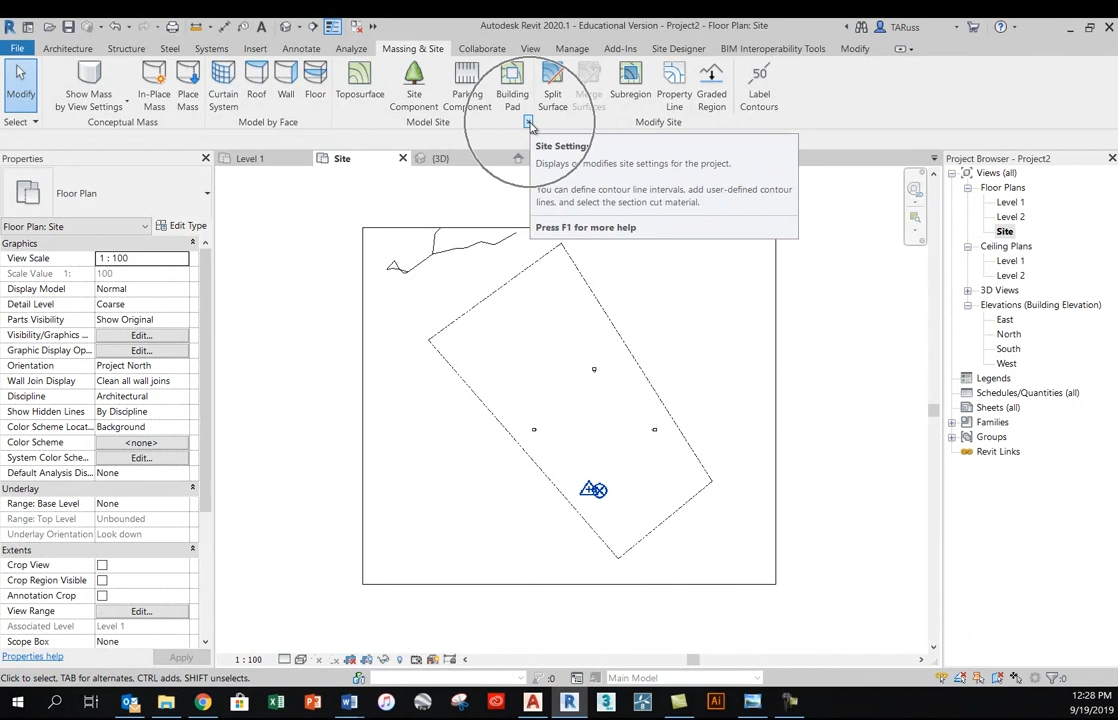 Autodesk Revit 2020.1 - Educational Version - Project2 - Floor Plan: Site
TARuss
File
Architecture
Structure
Steel
Systems
Insert
Annotate
Analyze
Massing & Site
Collaborate
View
Manage
Add-Ins
Site Designer
BIM Interoperability Tools
Modify
Modify
Show Mass
by View Settings
In-Place
Mass
Place
Mass
Curtain
System
Roof
Wall
Floor
Toposurface
Site
Component
Parking
Component
Building
Pad
Split
Surface
Merge
Surfaces
Subregion
Property
Line
Graded
Region
50
Label
Contours
Select
Conceptual Mass
Model by Face
Model Site
Modify Site
Site Settings
Displays or modifies site settings for the project.
You can define contour line intervals, add user-defined contour
lines, and select the section cut material.
Press F1 for more help
Level 1
Site
(3D)
Properties
Floor Plan
Floor Plan: Site
Edit Type
Graphics
View Scale 1 : 100
Scale Value 1: 100
Display Model Normal
Detail Level Coarse
Parts Visibility Show Original
Visibility/Graphics ... Edit...
Graphic Display Op... Edit...
Orientation Project North
Wall Join Display Clean all wall joins
Discipline Architectural
Show Hidden Lines By Discipline
Color Scheme Locat... Background
Color Scheme <none>
System Color Sche... Edit...
Default Analysis Dis... None
Underlay
Range: Base Level None
Range: Top Level Unbounded
Underlay Orientation Look down
Extents
Crop View
Crop Region Visible
Annotation Crop
View Range Edit...
Associated Level Level 1
Scope Box None
Properties help
Apply
Project Browser - Project2
Views (all)
Floor Plans
Level 1
Level 2
Site
Ceiling Plans
Level 1
Level 2
3D Views
Elevations (Building Elevation)
East
North
South
West
Legends
Schedules/Quantities (all)
Sheets (all)
Families
Groups
Revit Links
1 : 100
Click to select, TAB for alternates, CTRL adds, SHIFT unselects.
:0
Main Model
:0
12:28 PM
9/19/2019